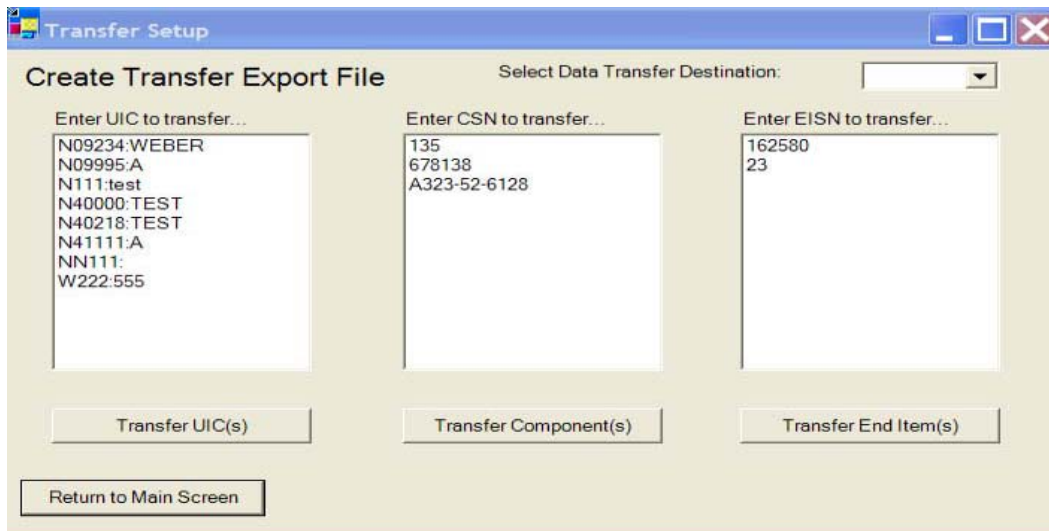 Transfer Setup
Create Transfer Export File
Select Data Transfer Destination:
Enter UIC to transfer...
N09234:WEBER
N09995:A
N111:test
N40000:TEST
N40218:TEST
N41111:A
NN111:
W222:555
Enter CSN to transfer...
135
678138
A323-52-6128
Enter EISN to transfer...
162580
23
Transfer UIC(s)
Transfer Component(s)
Transfer End Item(s)
Return to Main Screen